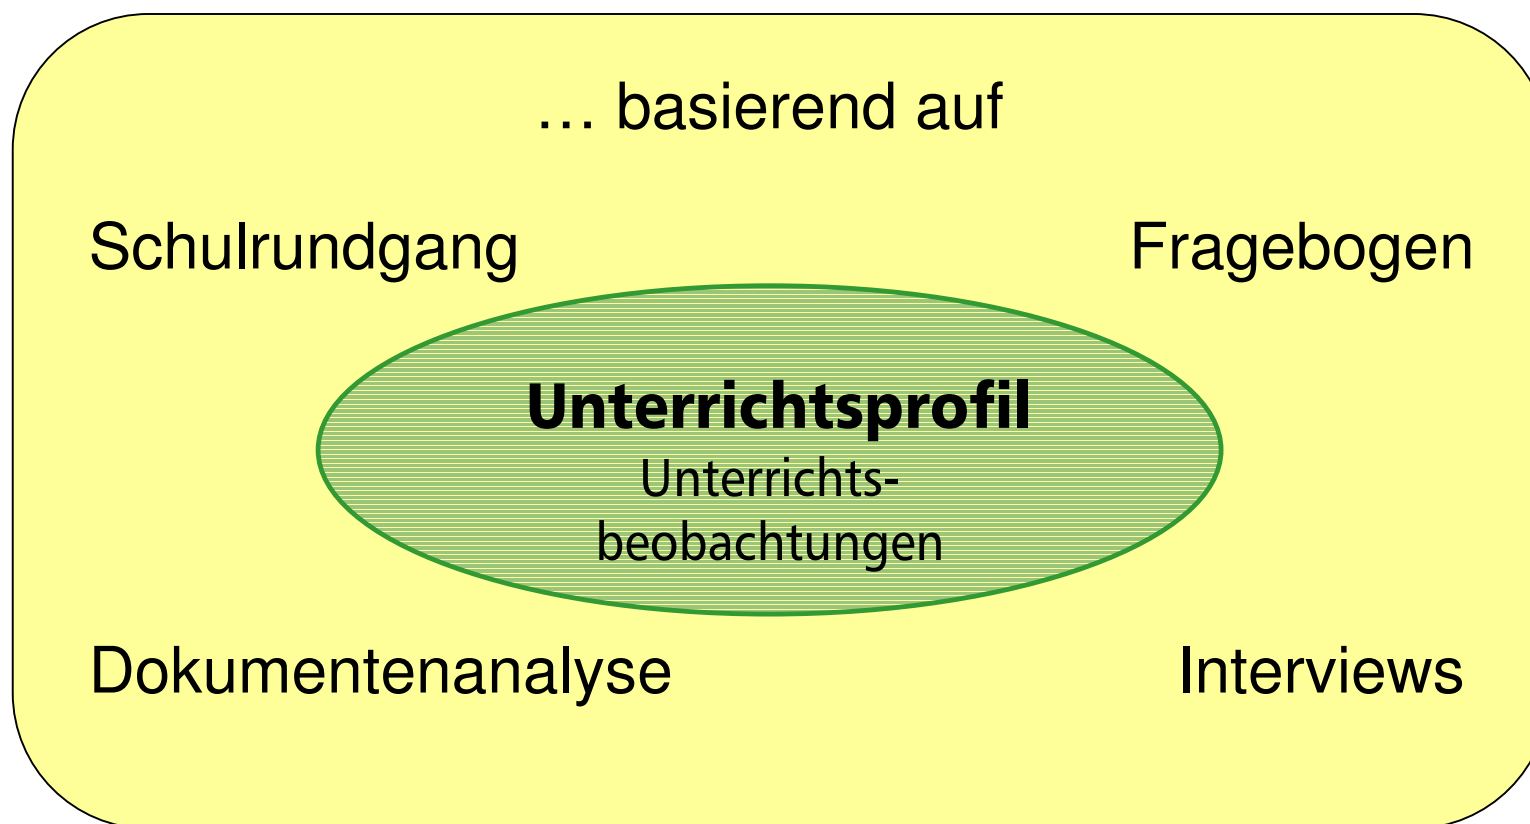 ... basierend auf
Schulrundgang
Fragebogen
Unterrichtsprofil
Unterrichts-
beobachtungen
Dokumentenanalyse
Interviews